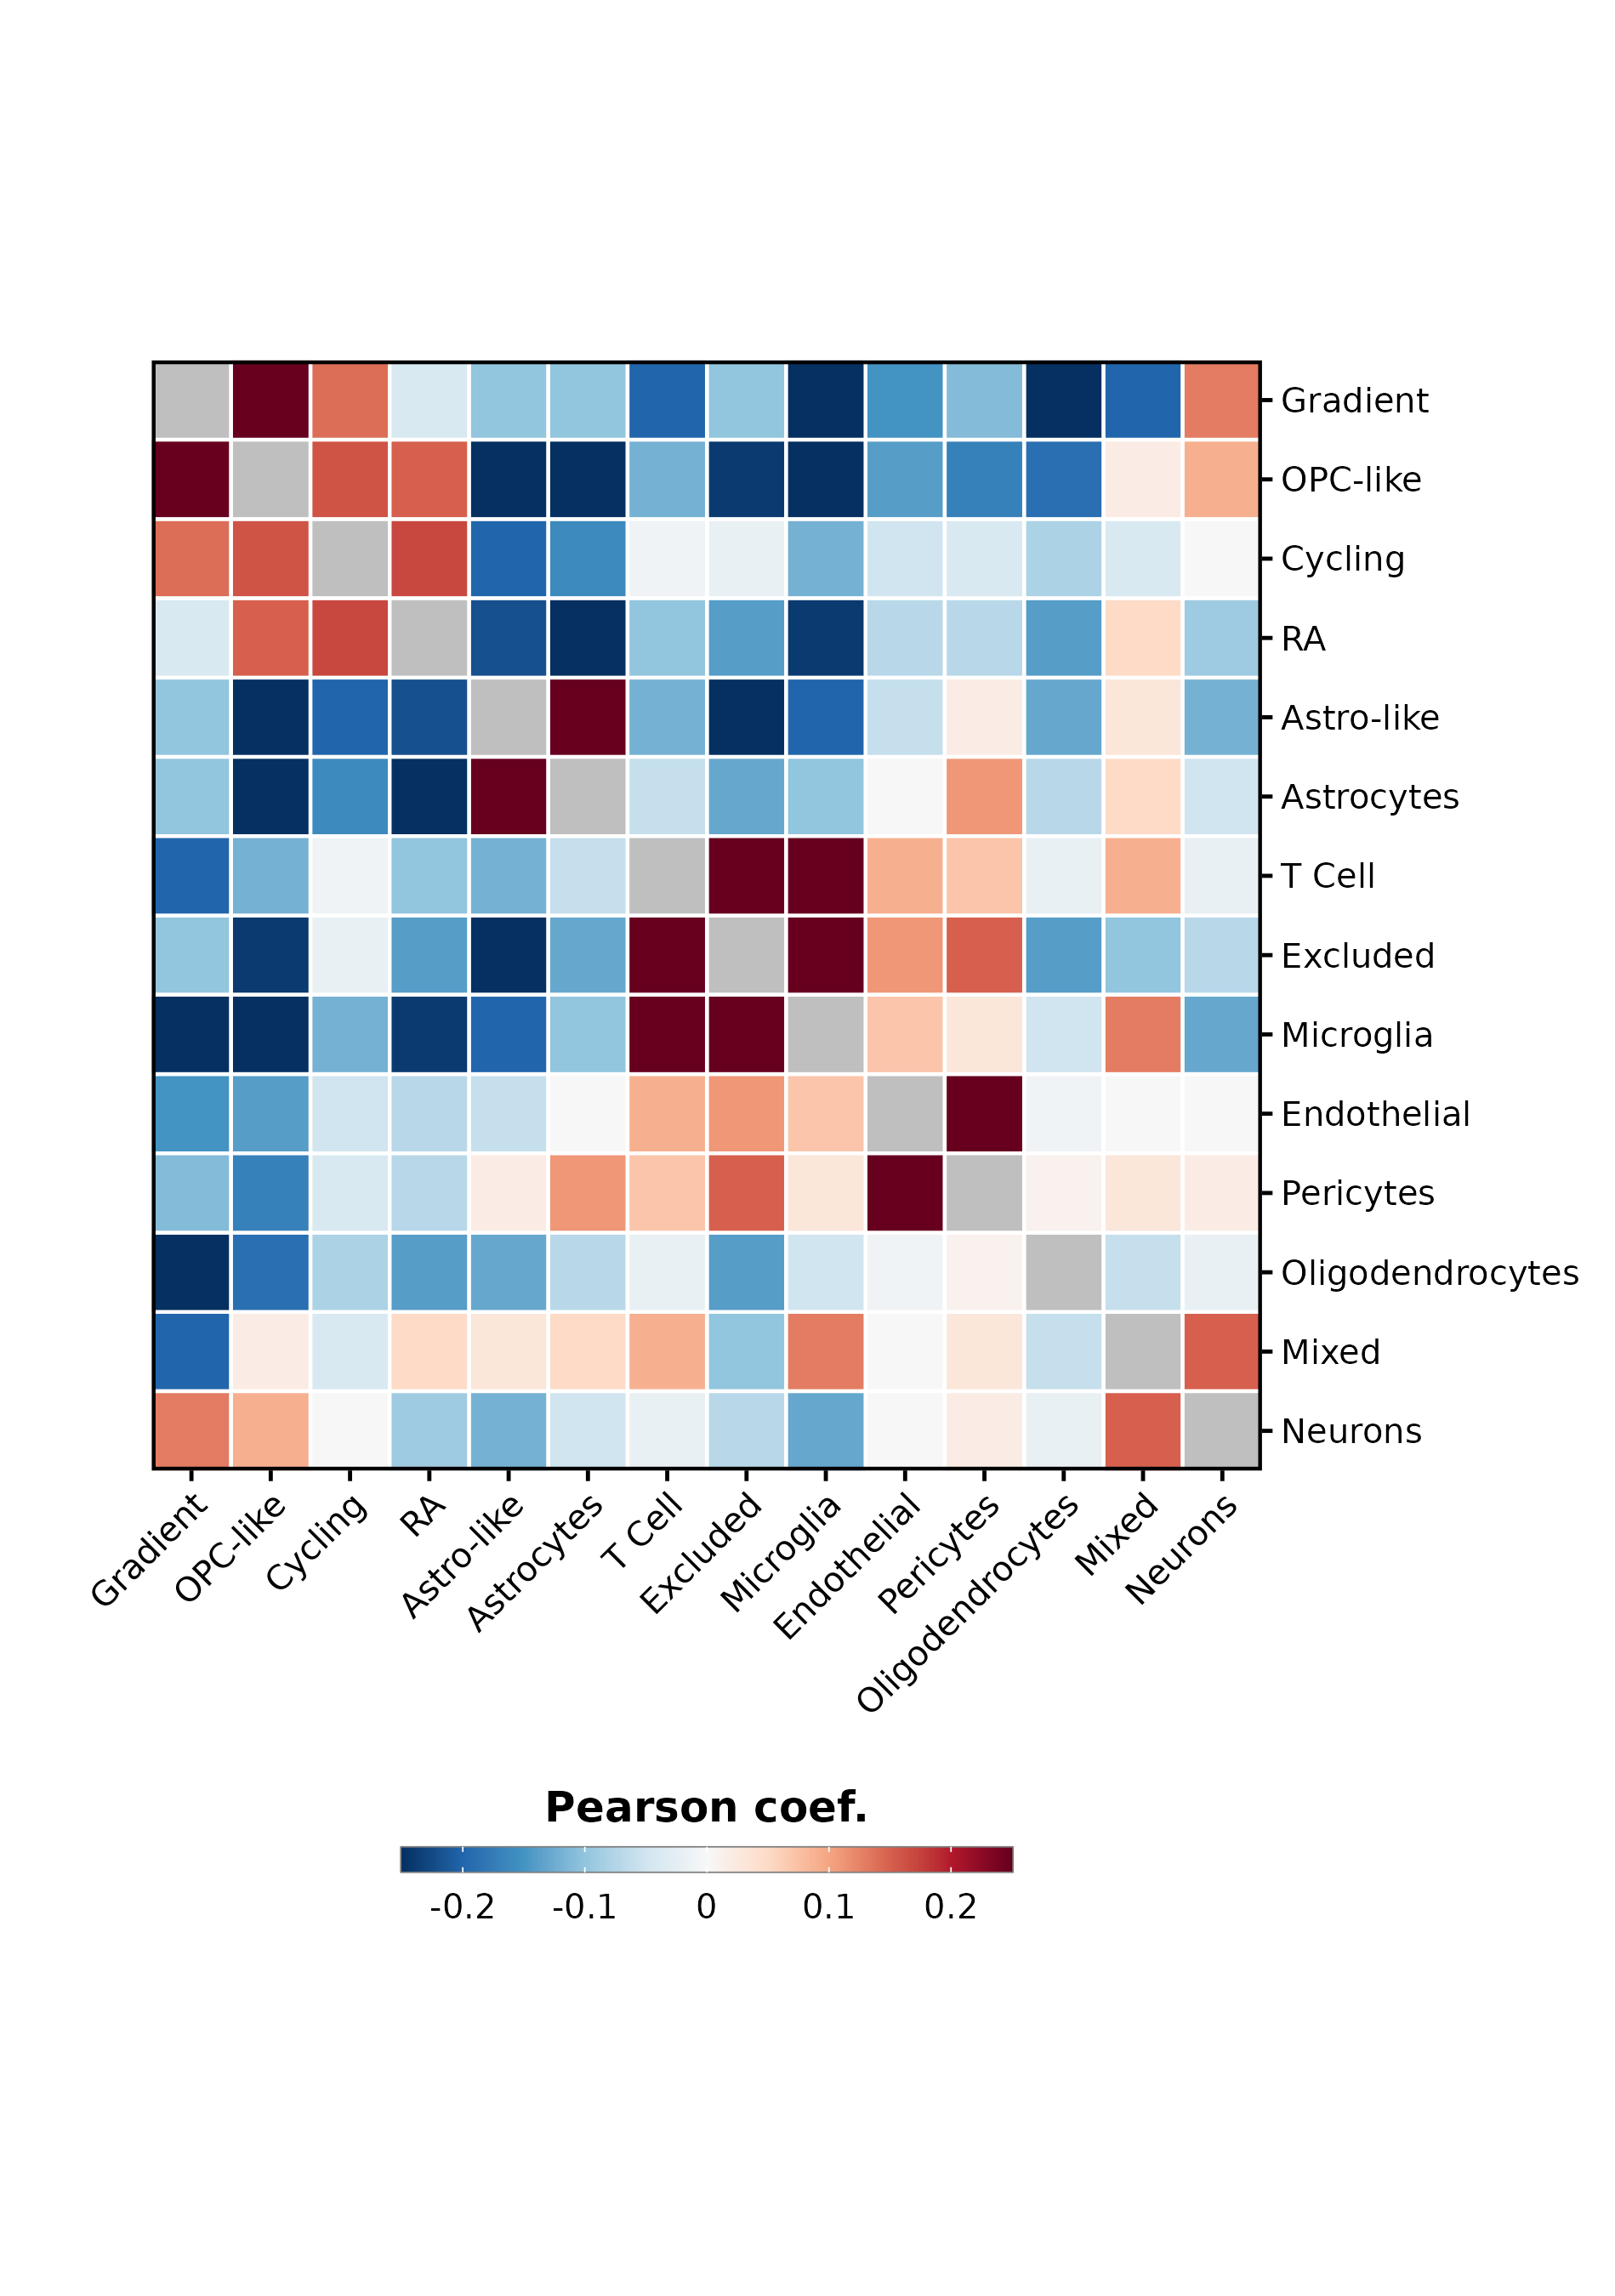 Gradient
OPC-like
Cycling
RA
Astro-like
Astrocytes
T Cell
Excluded
Microglia
Endothelial
Pericytes
Oligodendrocytes
Mixed
Neurons
Gradient
OPC-like
Cycling
RA
Astro-like
Astrocytes
T Cell
Excluded
Microglia
Endothelial
Pericytes
Oligodendrocytes
Mixed
Neurons
Pearson coef.
-0.2 -0.1 0 0.1 0.2